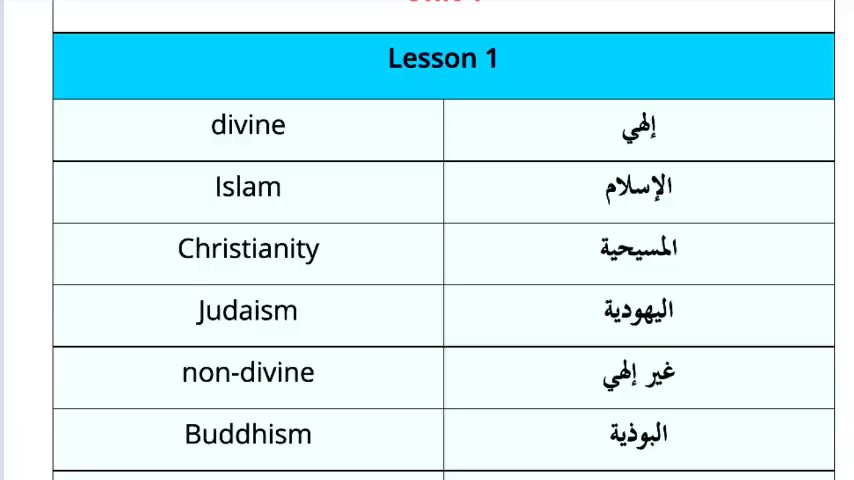 Lesson 1
divine إلهي
Islam الإسلام
Christianity المسيحية
Judaism اليهودية
non-divine غير إلهي
Buddhism البوذية